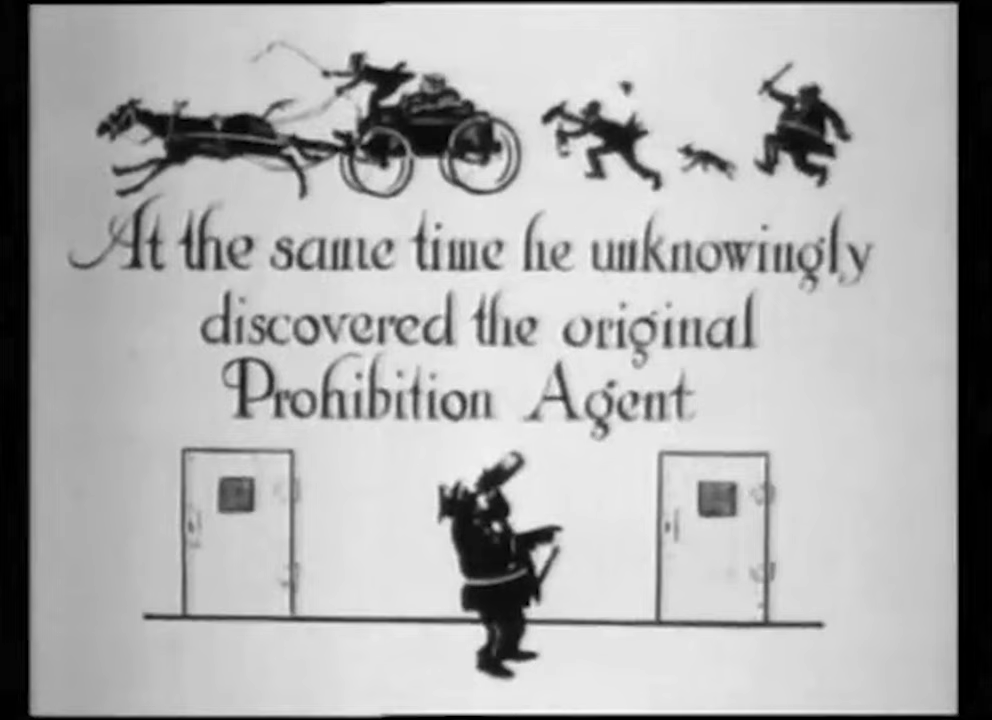 At the same time he unknowingly
discovered the original
Prohibition Agent